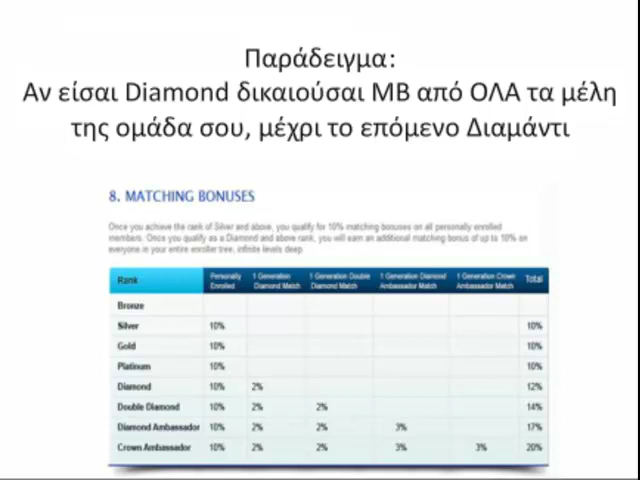 Παράδειγμα:
Αν είσαι Diamond δικαιούσαι MB από ΟΛΑ τα μέλη
της ομάδα σου, μέχρι το επόμενο Διαμάντι
8. MATCHING BONUSES
Once you achieve the rank of Silver and above, you qualify for 10% matching bonuses on all personally enrolled
members. Once you qualify as a Diamond and above rank, you will earn an additional matching bonus of up to 10% on
everyone in your entire enroller tree, infinite levels deep.
Rank Personally Enrolled 1 Generation Diamond Match 1 Generation Double Diamond Match 1 Generation Diamond Ambassador Match 1 Generation Crown Ambassador Match Total
Bronze
Silver 10% 10%
Gold 10% 10%
Platinum 10% 10%
Diamond 10% 2% 12%
Double Diamond 10% 2% 2% 14%
Diamond Ambassador 10% 2% 2% 3% 17%
Crown Ambassador 10% 2% 2% 3% 3% 20%